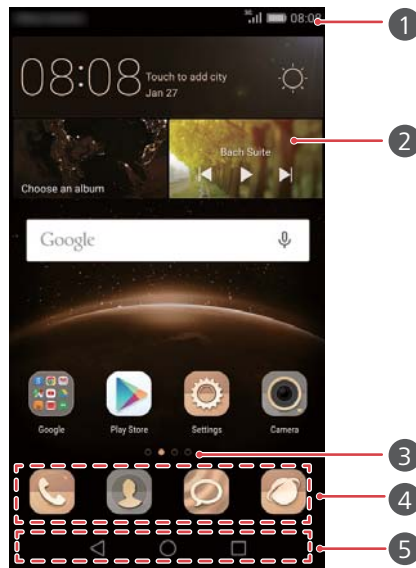 3G 08:08
1
08:08 Touch to add city
Jan 27
Bach Suite
2
Choose an album
Google
Google Play Store Settings Camera
3
4
5